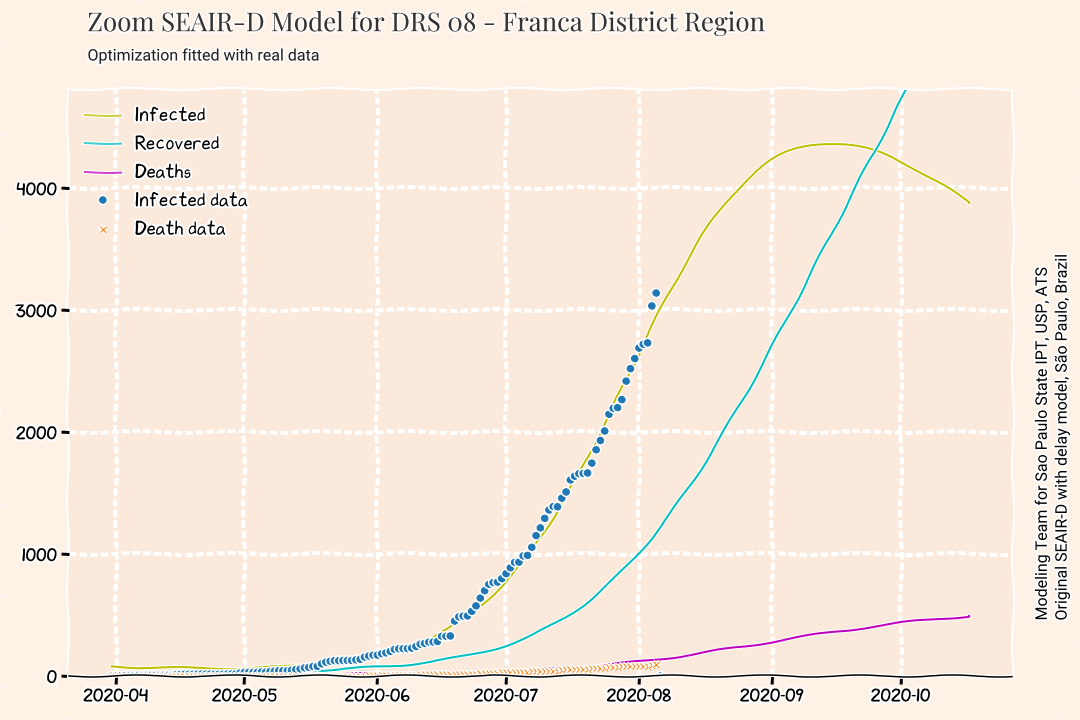 Zoom SEAIR-D Model for DRS 08 - Franca District Region
Optimization fitted with real data
Infected
Recovered
Deaths
Infected data
Death data
4000
3000
2000
1000
0
2020-04
2020-05
2020-06
2020-07
2020-08
2020-09
2020-10
Modeling Team for Sao Paulo State IPT, USP, ATS
Original SEAIR-D with delay model, São Paulo, Brazil